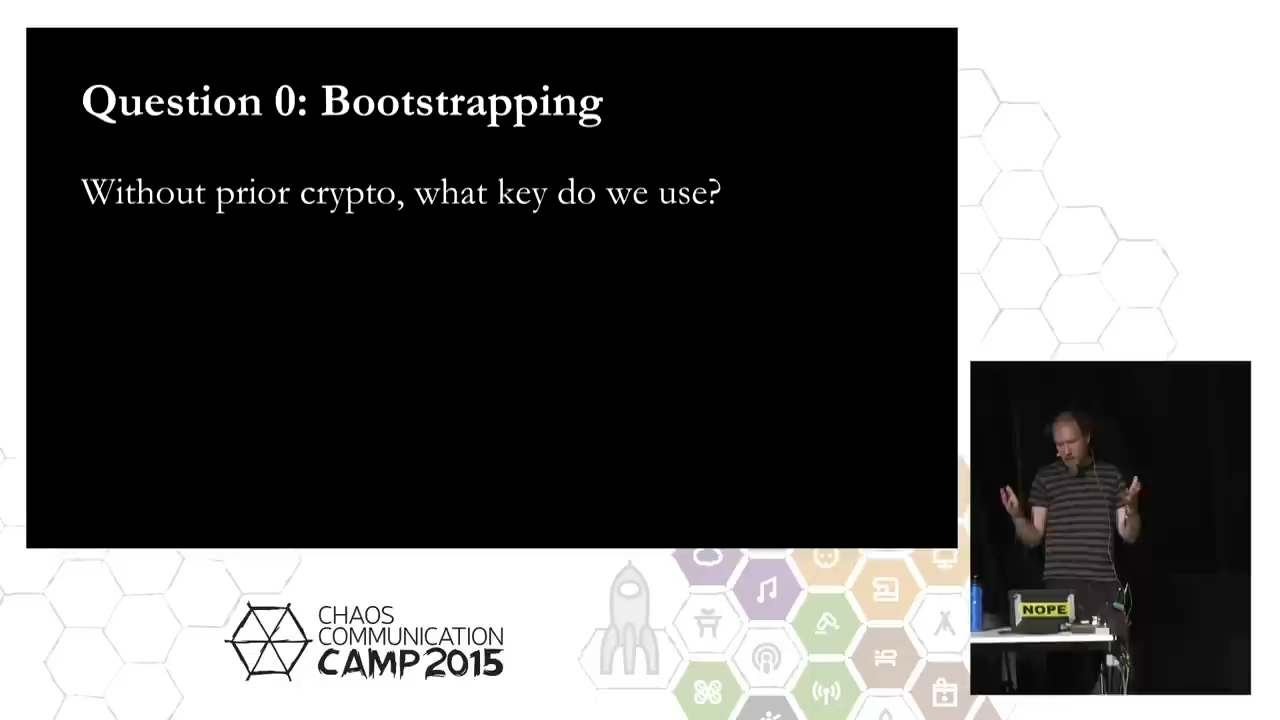 Question 0: Bootstrapping
Without prior crypto, what key do we use?
NOPE
CHAOS
COMMUNICATION
CAMP 2015